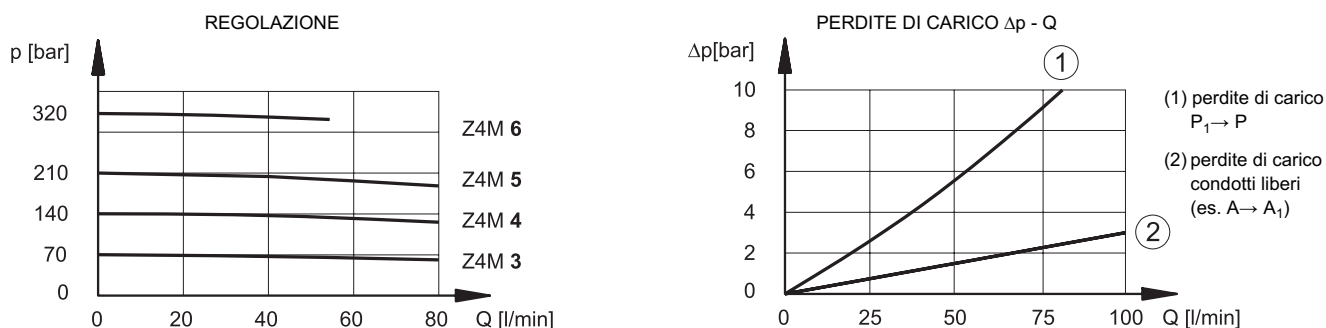 REGOLAZIONE
p [bar]
320
210
140
70
0
0 20 40 60 80 Q [l/min]
Z4M 6
Z4M 5
Z4M 4
Z4M 3
PERDITE DI CARICO Δp - Q
Δp[bar]
10
8
6
4
2
0
0 25 50 75 100 Q [l/min]
1
2
(1) perdite di carico
P₁→ P
(2) perdite di carico
condotti liberi
(es. A→ A₁)